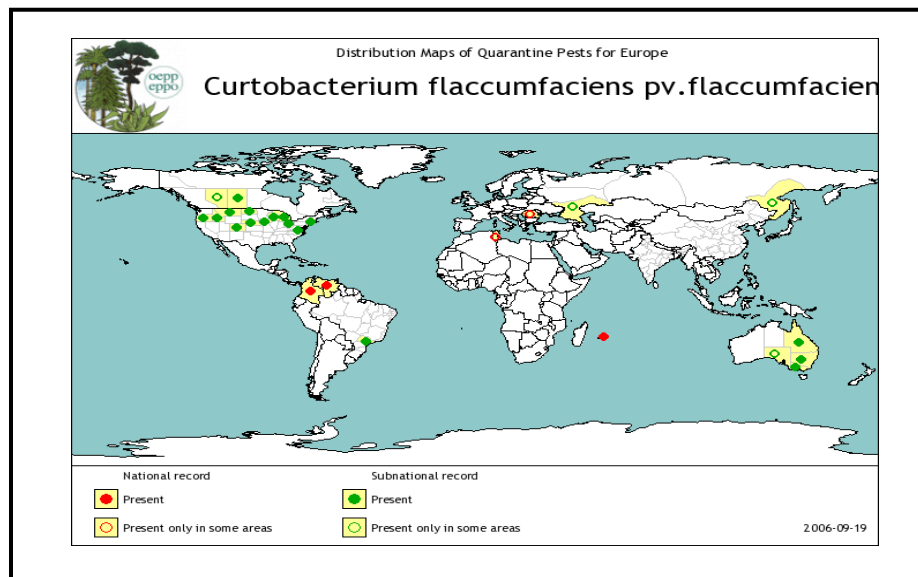 Distribution Maps of Quarantine Pests for Europe
oepp
eppo
Curtobacterium flaccumfaciens pv.flaccumfacien
National record
Subnational record
Present
Present
Present only in some areas
Present only in some areas
2006-09-19